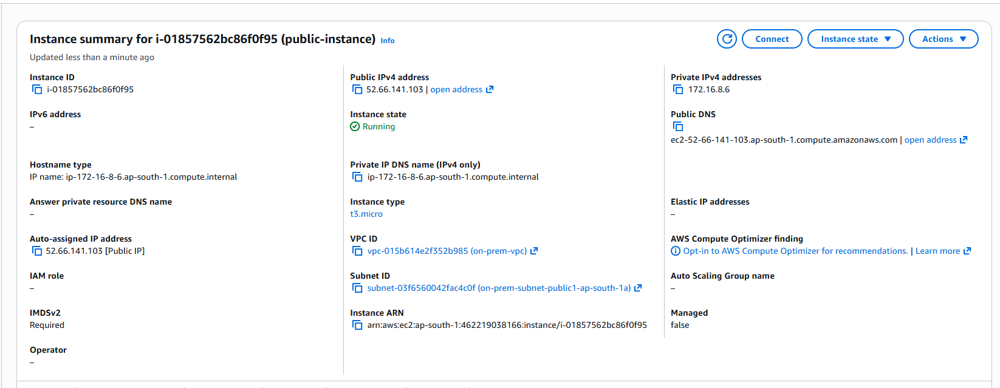 Instance summary for i-01857562bc86f0f95 (public-instance) Info
Connect
Instance state
Actions
Updated less than a minute ago
Instance ID
i-01857562bc86f0f95
Public IPv4 address
52.66.141.103 | open address
Private IPv4 addresses
172.16.8.6
IPv6 address
–
Instance state
Running
Public DNS
ec2-52-66-141-103.ap-south-1.compute.amazonaws.com | open address
Hostname type
IP name: ip-172-16-8-6.ap-south-1.compute.internal
Private IP DNS name (IPv4 only)
ip-172-16-8-6.ap-south-1.compute.internal
Answer private resource DNS name
–
Instance type
t3.micro
Elastic IP addresses
–
Auto-assigned IP address
52.66.141.103 [Public IP]
VPC ID
vpc-015b614e2f352b985 (on-prem-vpc)
AWS Compute Optimizer finding
Opt-in to AWS Compute Optimizer for recommendations. | Learn more
IAM role
–
Subnet ID
subnet-03f6560042fac4c0f (on-prem-subnet-public1-ap-south-1a)
Auto Scaling Group name
–
IMDSv2
Required
Instance ARN
arn:aws:ec2:ap-south-1:462219038166:instance/i-01857562bc86f0f95
Managed
false
Operator
–